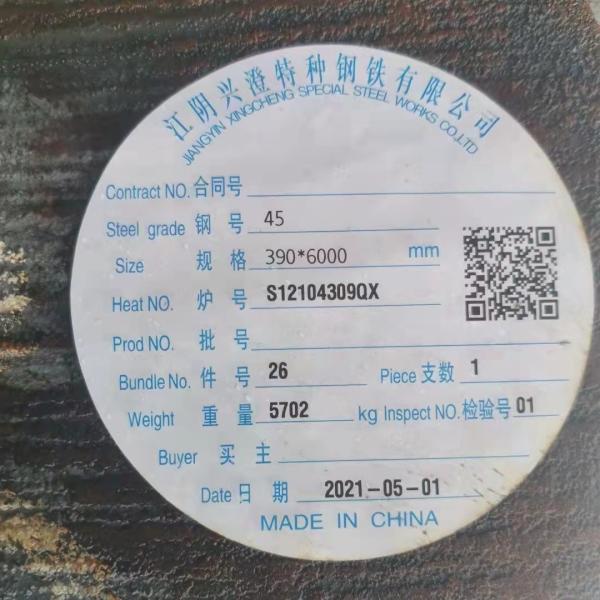 江阴兴澄特种钢铁有限公司
JIANGYIN XINGCHENG SPECIAL STEEL WORKS CO.,LTD
Contract NO. 合同号
Steel grade 钢 号 45
Size 规 格 390*6000 mm
Heat NO. 炉 号 S12104309QX
Prod NO. 批 号
Bundle No. 件 号 26 Piece 支数 1
Weight 重 量 5702 kg Inspect NO. 检验号 01
Buyer 买 主
Date 日 期 2021-05-01
MADE IN CHINA